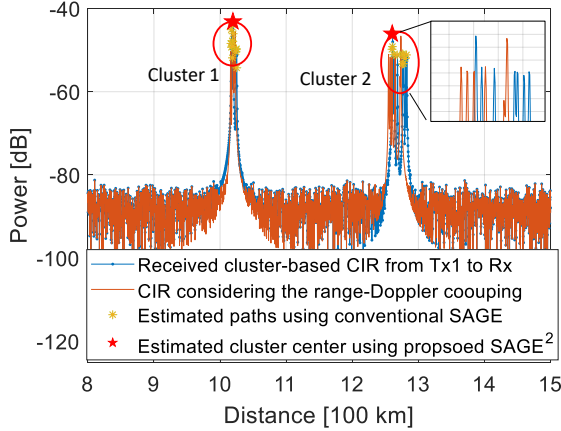 -40
-60
-80
-100
-120
Power [dB]
Cluster 1
Cluster 2
Received cluster-based CIR from Tx1 to Rx
CIR considering the range-Doppler coouping
Estimated paths using conventional SAGE
Estimated cluster center using propsoed SAGE²
8 9 10 11 12 13 14 15
Distance [100 km]